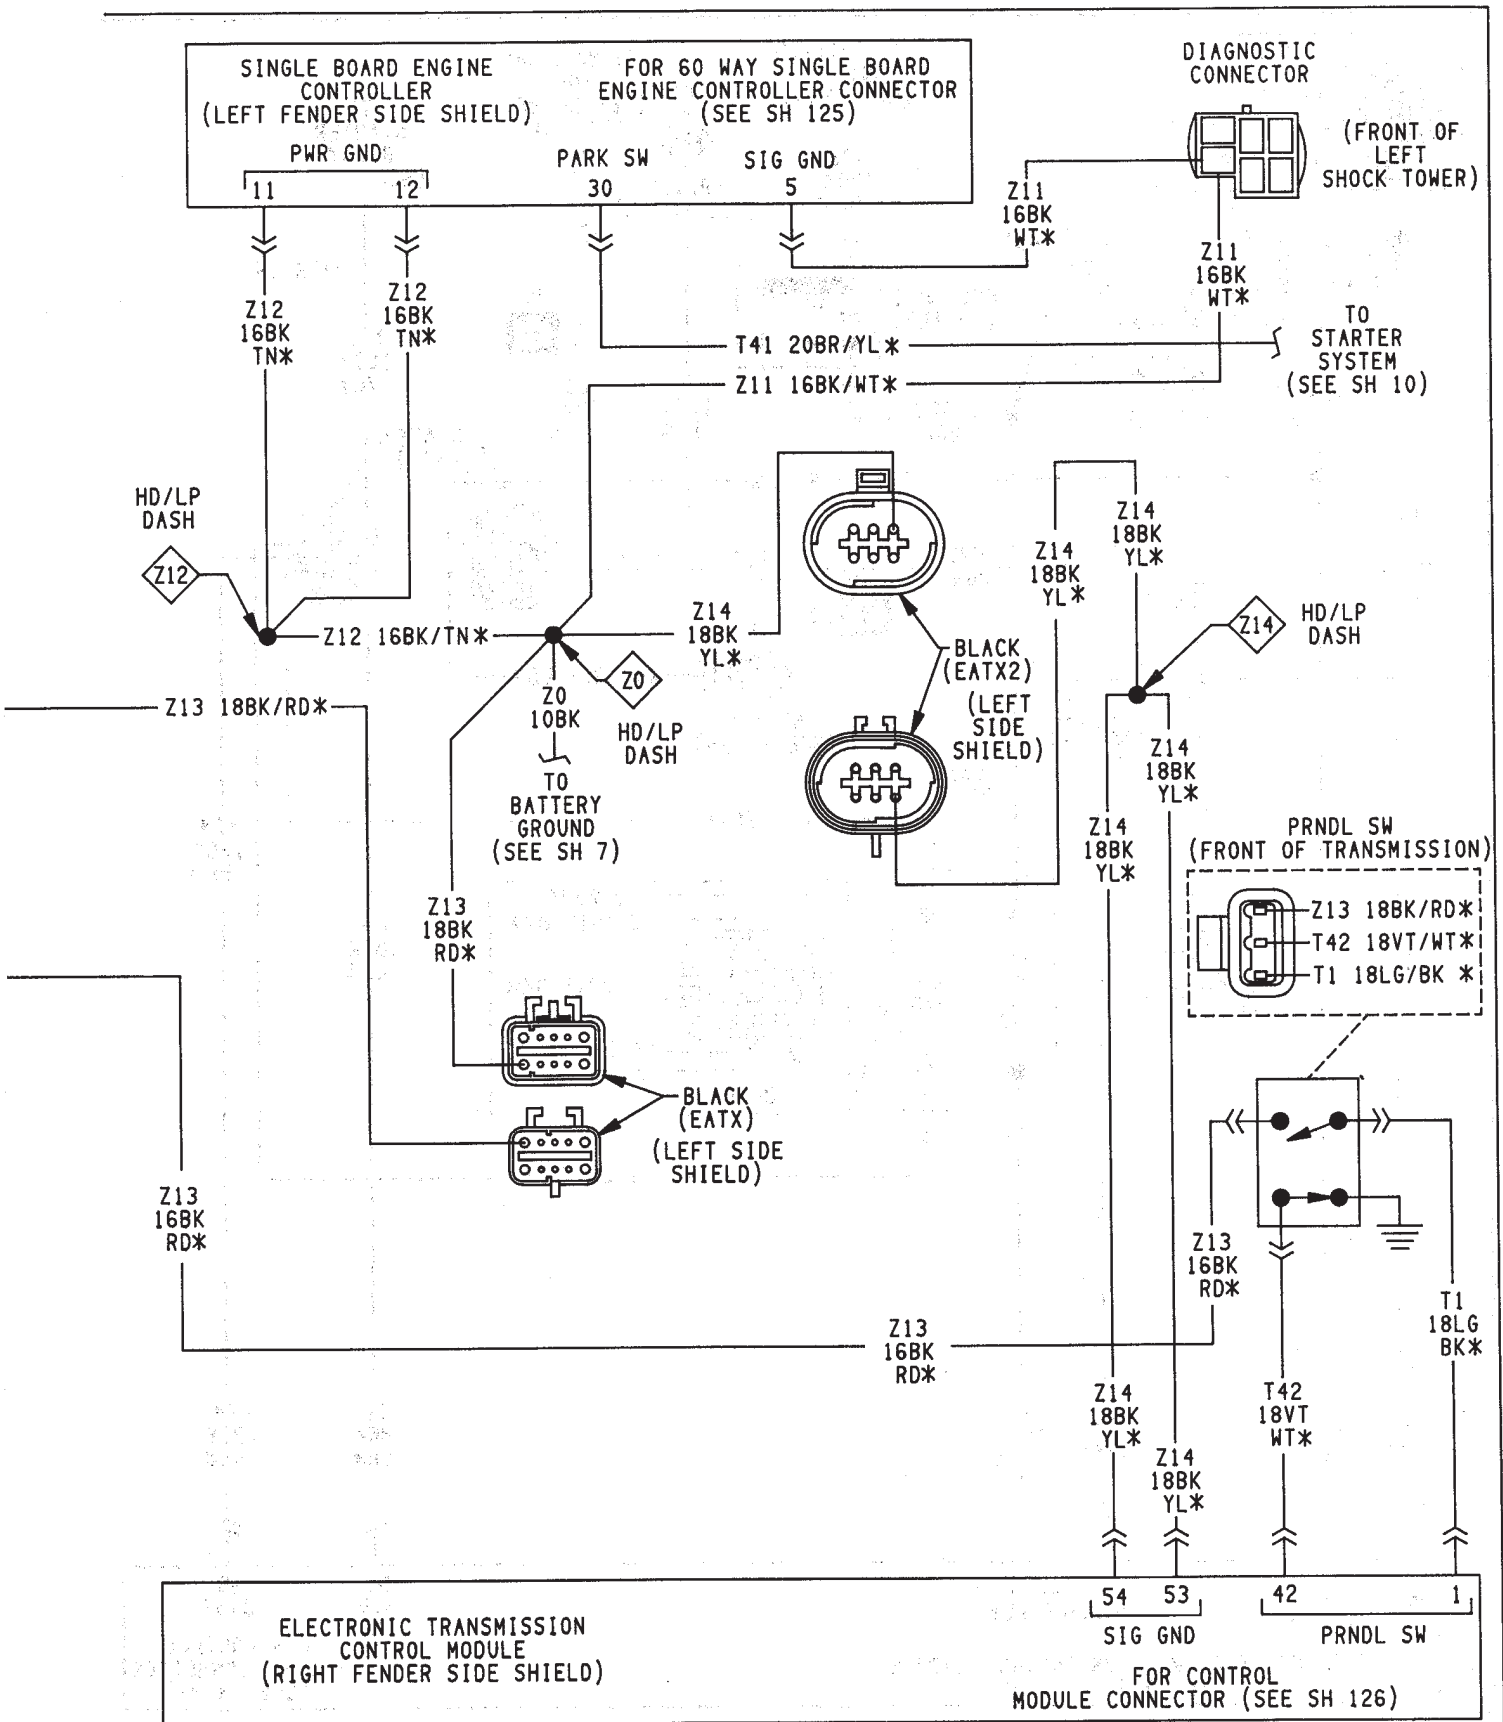 SINGLE BOARD ENGINE
CONTROLLER
(LEFT FENDER SIDE SHIELD)
FOR 60 WAY SINGLE BOARD
ENGINE CONTROLLER CONNECTOR
(SEE SH 125)
PWR GND
PARK SW
SIG GND
11
12
30
5
DIAGNOSTIC
CONNECTOR
(FRONT OF
LEFT
SHOCK TOWER)
Z11
16BK
WT*
Z11
16BK
WT*
Z12
16BK
TN*
Z12
16BK
TN*
T41 20BR/YL*
Z11 16BK/WT*
TO
STARTER
SYSTEM
(SEE SH 10)
HD/LP
DASH
Z12
Z12 16BK/TN*
Z14
18BK
YL*
Z14
18BK
YL*
Z14
18BK
YL*
Z14
HD/LP
DASH
BLACK
(EATX2)
(LEFT
SIDE
SHIELD)
Z13 18BK/RD*
Z0
10BK
Z0
HD/LP
DASH
TO
BATTERY
GROUND
(SEE SH 7)
Z14
18BK
YL*
Z14
18BK
YL*
PRNDL SW
(FRONT OF TRANSMISSION)
Z13 18BK/RD*
T42 18VT/WT*
T1 18LG/BK *
Z13
18BK
RD*
BLACK
(EATX)
(LEFT SIDE
SHIELD)
Z13
16BK
RD*
Z13
16BK
RD*
Z13
16BK
RD*
T1
18LG
BK*
Z14
18BK
YL*
T42
18VT
WT*
Z14
18BK
YL*
54
53
42
1
SIG GND
PRNDL SW
ELECTRONIC TRANSMISSION
CONTROL MODULE
(RIGHT FENDER SIDE SHIELD)
FOR CONTROL
MODULE CONNECTOR (SEE SH 126)